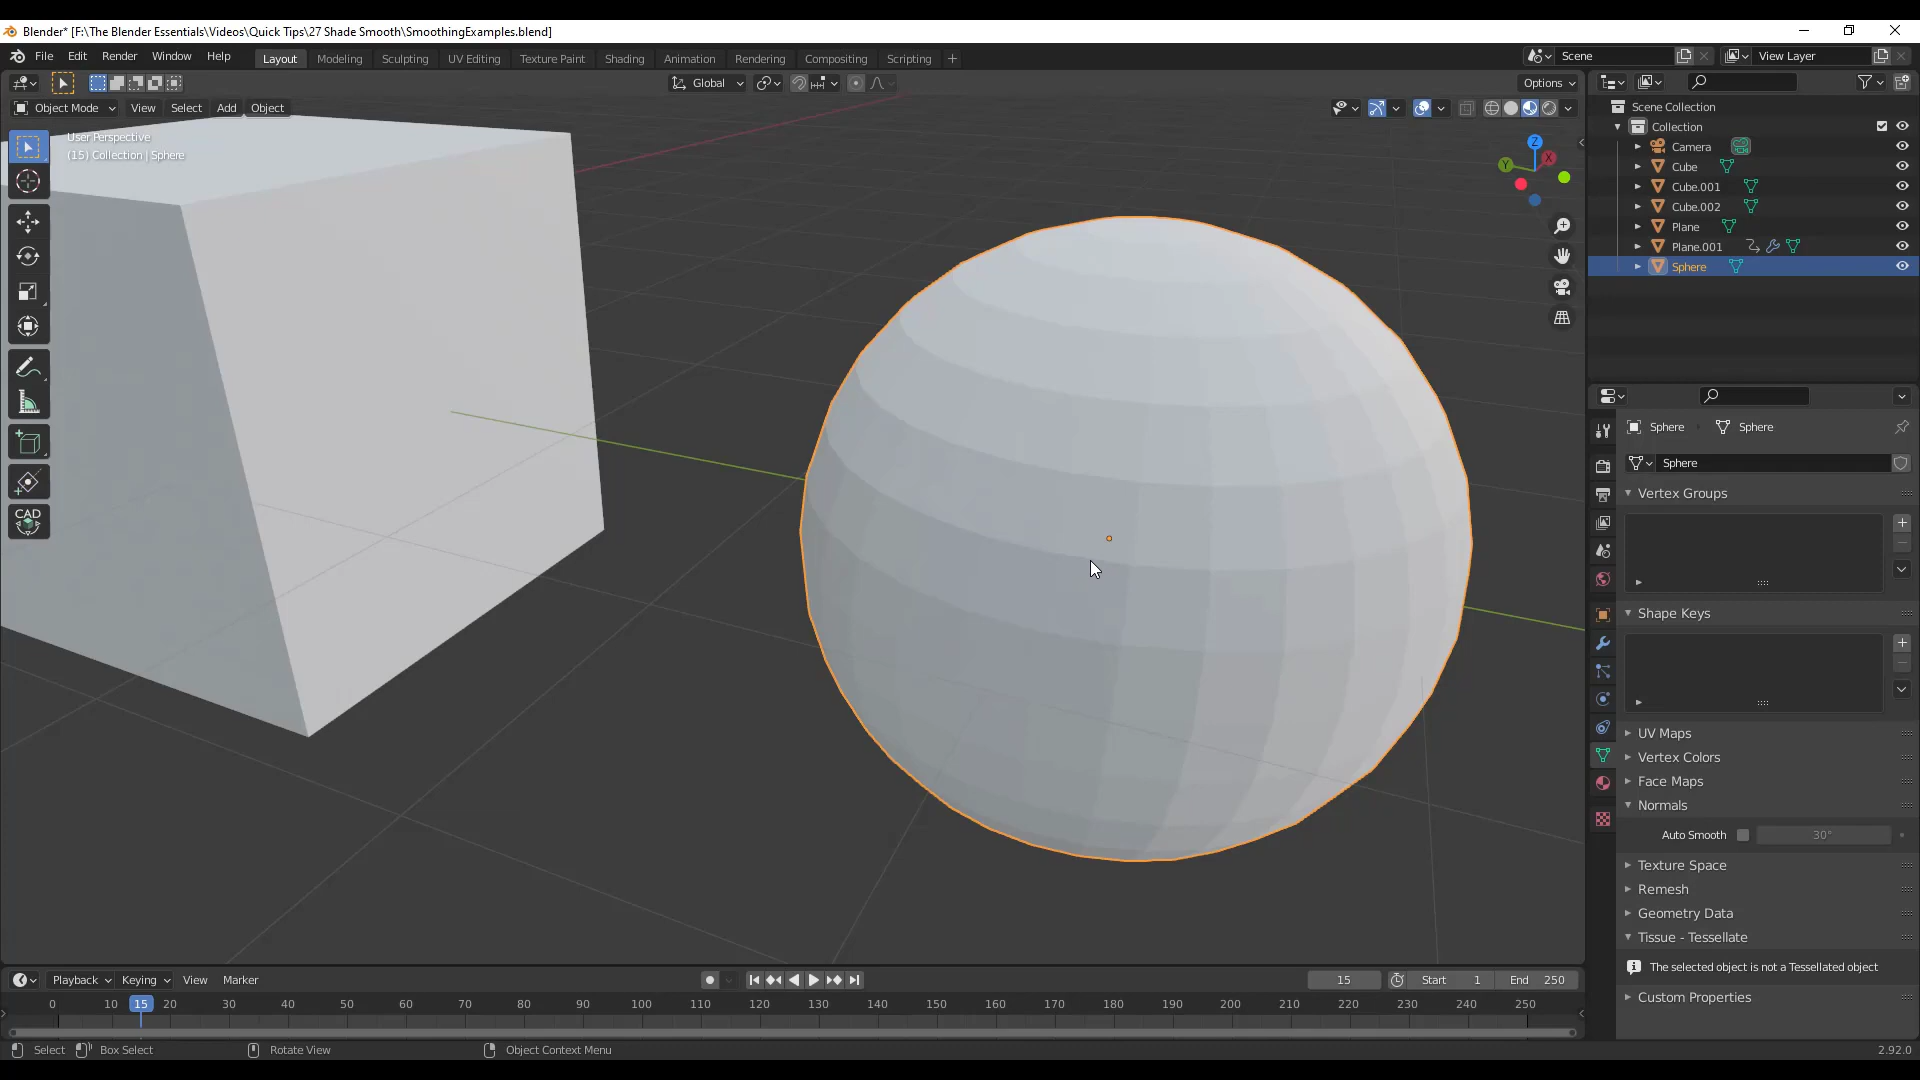 Blender* [F:\The Blender Essentials\Videos\Quick Tips\27 Shade Smooth\SmoothingExamples.blend]
File Edit Render Window Help Layout Modeling Sculpting UV Editing Texture Paint Shading Animation Rendering Compositing Scripting + Scene View Layer
Global Options
Object Mode View Select Add Object
User Perspective
(15) Collection | Sphere
Z
X
Y
CAD
Scene Collection
Collection
Camera
Cube
Cube.001
Cube.002
Plane
Plane.001
Sphere
Sphere Sphere
Sphere
Vertex Groups
Shape Keys
UV Maps
Vertex Colors
Face Maps
Normals
Auto Smooth 30°
Texture Space
Remesh
Geometry Data
Tissue - Tessellate
The selected object is not a Tessellated object
Custom Properties
Playback Keying View Marker 15 Start 1 End 250
0 10 15 20 30 40 50 60 70 80 90 100 110 120 130 140 150 160 170 180 190 200 210 220 230 240 250
Select Box Select Rotate View Object Context Menu 2.92.0